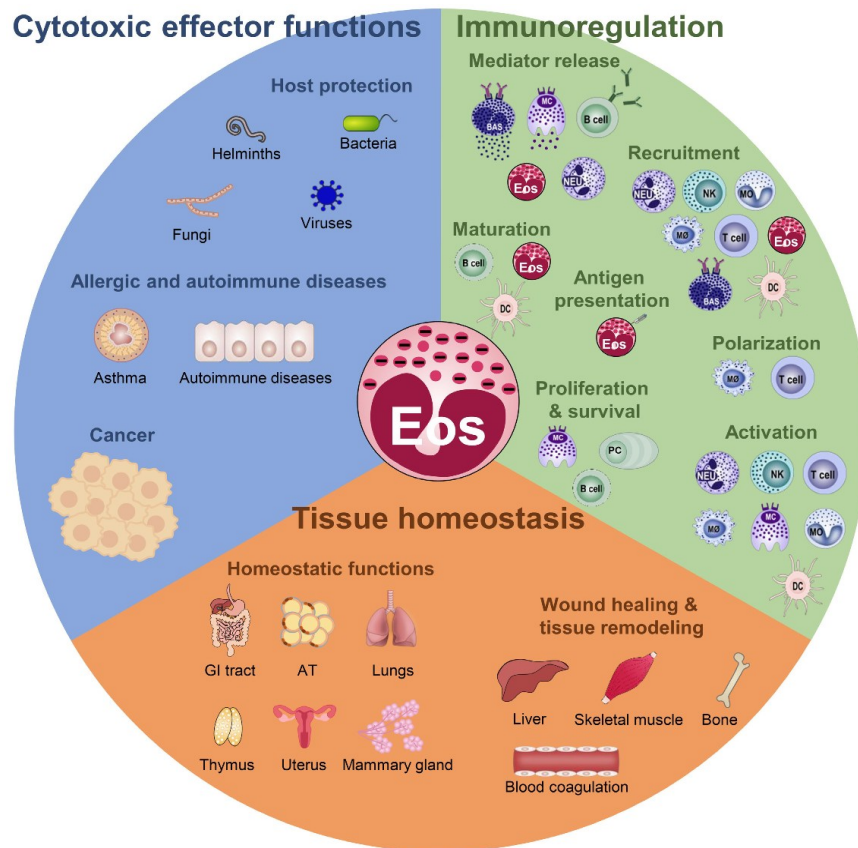 Cytotoxic effector functions
Immunoregulation
Host protection
Helminths
Bacteria
Fungi
Viruses
Allergic and autoimmune diseases
Asthma
Autoimmune diseases
Cancer
Mediator release
BAS
MC
B cell
Eos
NEU
Recruitment
NEU
NK
MO
MØ
T cell
Eos
BAS
DC
Maturation
B cell
Eos
DC
Antigen
presentation
Eos
Polarization
MØ
T cell
Proliferation
& survival
MC
PC
B cell
Activation
NEU
NK
T cell
MØ
MC
MO
DC
Eos
Tissue homeostasis
Homeostatic functions
GI tract
AT
Lungs
Thymus
Uterus
Mammary gland
Wound healing &
tissue remodeling
Liver
Skeletal muscle
Bone
Blood coagulation